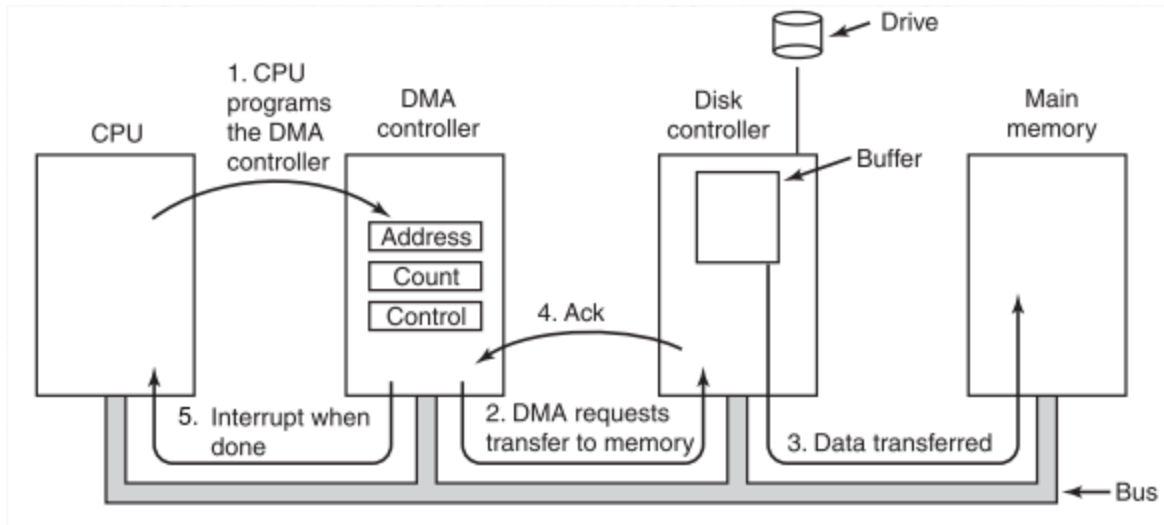 Drive
1. CPU
programs
the DMA
controller
CPU
DMA
controller
Disk
controller
Main
memory
Buffer
Address
Count
Control
4. Ack
5. Interrupt when
done
2. DMA requests
transfer to memory
3. Data transferred
Bus